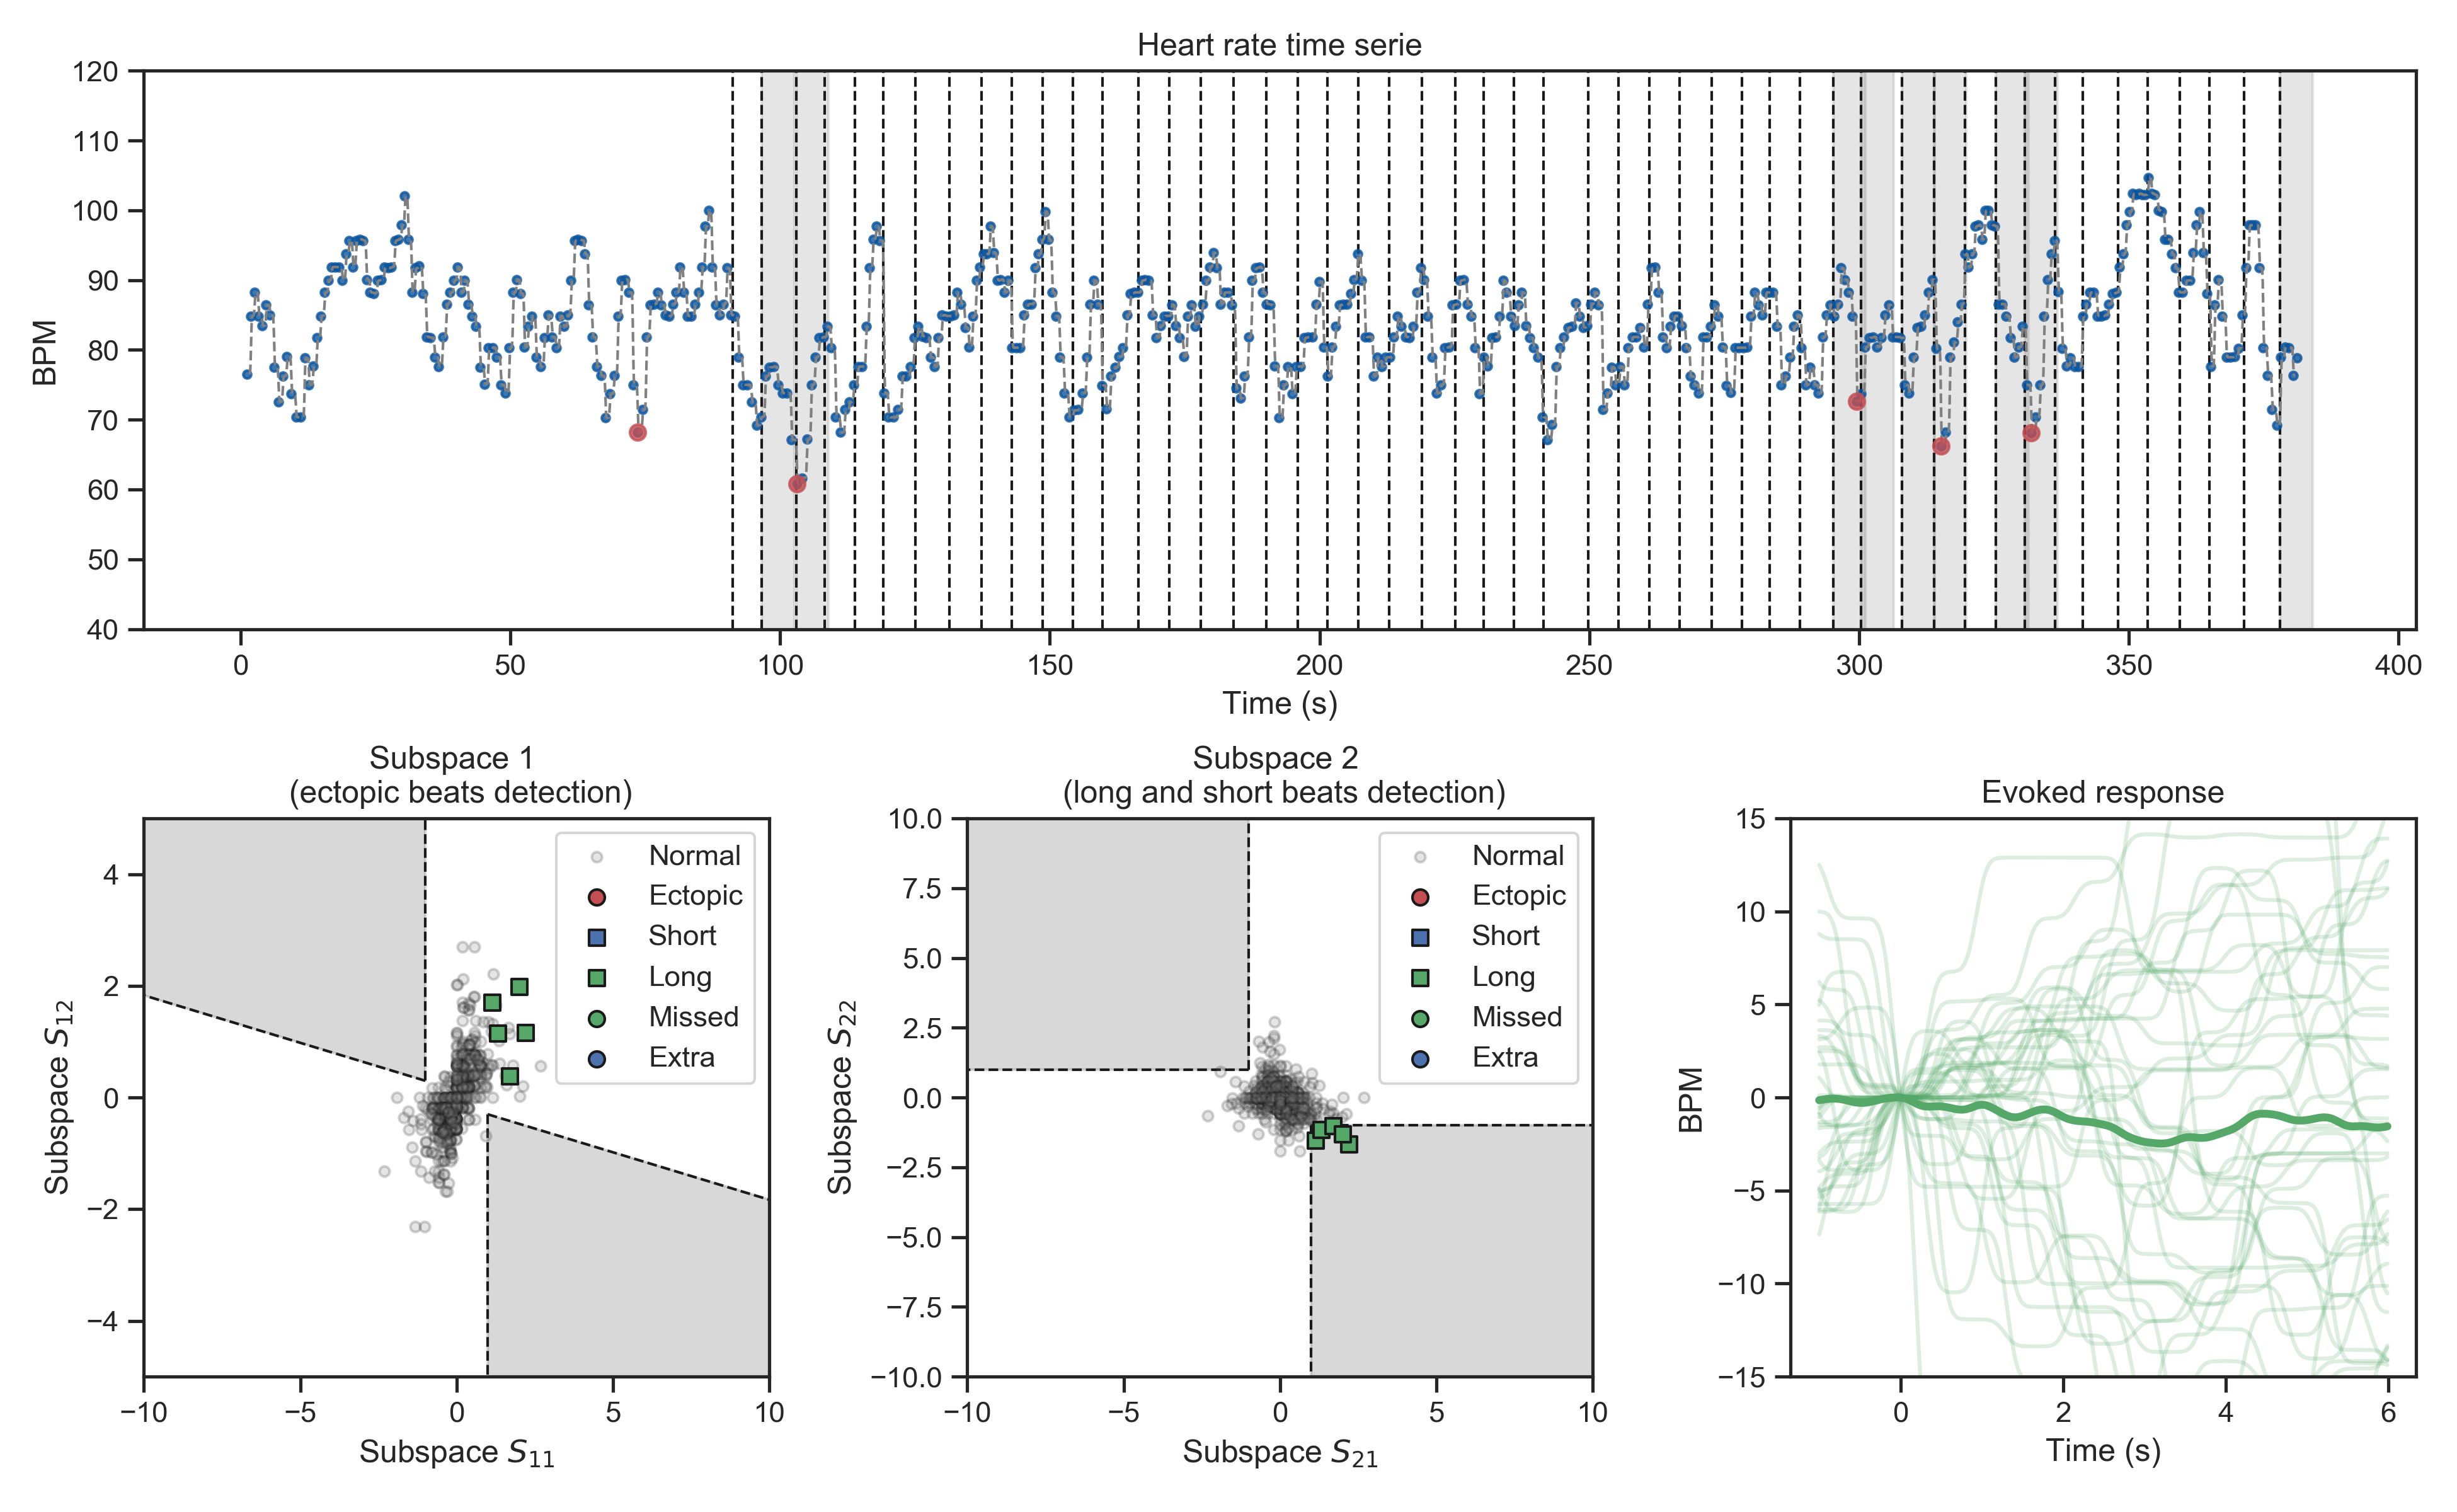 Heart rate time serie
120
110
100
90
80
70
60
50
40
BPM
0 50 100 150 200 250 300 350 400
Time (s)
Subspace 1
(ectopic beats detection)
4
2
0
−2
−4
Subspace S12
−10 −5 0 5 10
Subspace S11
Normal
Ectopic
Short
Long
Missed
Extra
Subspace 2
(long and short beats detection)
10.0
7.5
5.0
2.5
0.0
−2.5
−5.0
−7.5
−10.0
Subspace S22
−10 −5 0 5 10
Subspace S21
Normal
Ectopic
Short
Long
Missed
Extra
Evoked response
15
10
5
0
−5
−10
−15
BPM
0 2 4 6
Time (s)